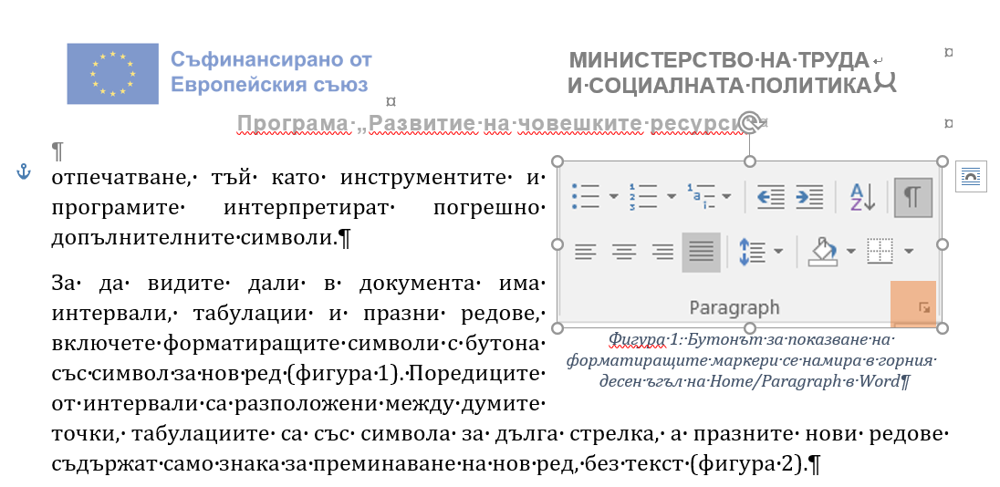 Съфинансирано от
Европейския съюз
МИНИСТЕРСТВО НА ТРУДА
И СОЦИАЛНАТА ПОЛИТИКА
Програма „Развитие на човешките ресурси
отпечатване, тъй като инструментите и
програмите интерпретират погрешно
допълнителните символи.¶
За да видите дали в документа има
интервали, табулации и празни редове,
включете форматиращите символи с бутона
със символ за нов ред (фигура 1). Поредиците
от интервали са разположени между думите
точки, табулациите са със символа за дълга стрелка, а празните нови редове
съдържат само знака за преминаване на нов ред, без текст (фигура 2).¶
Paragraph
Фигура 1: Бутонът за показване на
форматиращите маркери се намира в горния
десен ъгъл на Home/Paragraph в Word¶